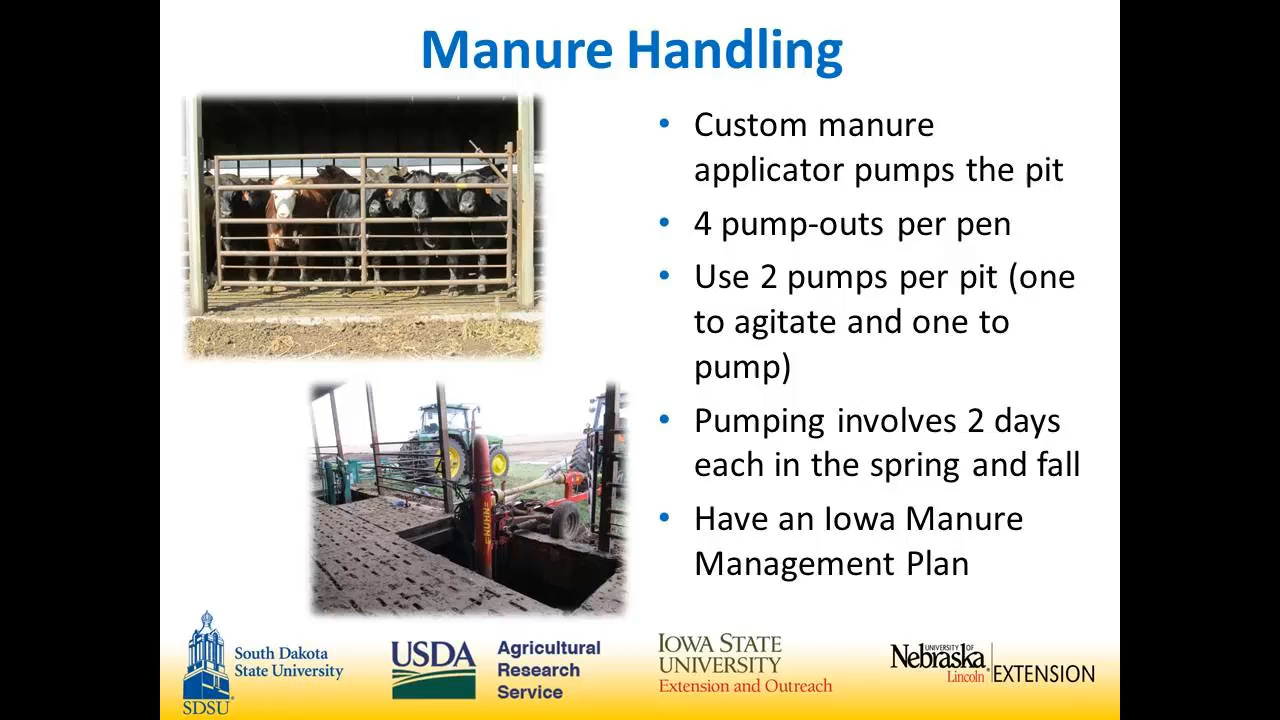 Manure Handling
• Custom manure
applicator pumps the pit
• 4 pump-outs per pen
• Use 2 pumps per pit (one
to agitate and one to
pump)
• Pumping involves 2 days
each in the spring and fall
• Have an Iowa Manure
Management Plan
NUHN
South Dakota
State University
SDSU
USDA
Agricultural
Research
Service
IOWA STATE
UNIVERSITY
Extension and Outreach
UNIVERSITY OF
Nebraska
Lincoln
EXTENSION